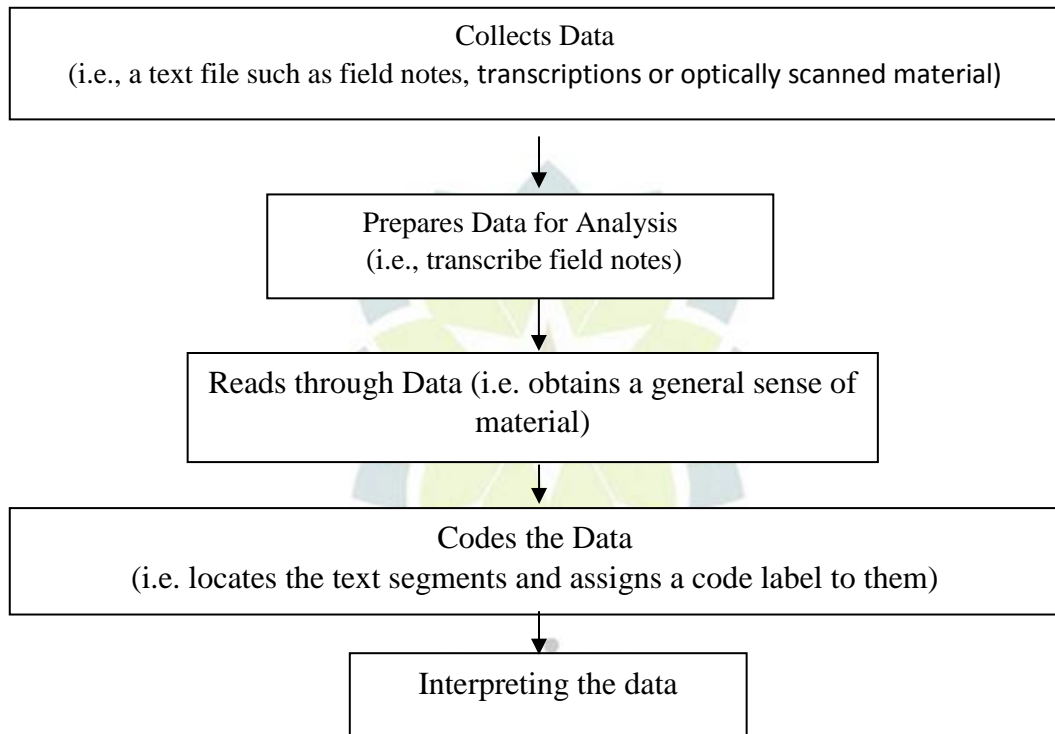 Collects Data
(i.e., a text file such as field notes, transcriptions or optically scanned material)
Prepares Data for Analysis
(i.e., transcribe field notes)
Reads through Data (i.e. obtains a general sense of
material)
Codes the Data
(i.e. locates the text segments and assigns a code label to them)
Interpreting the data